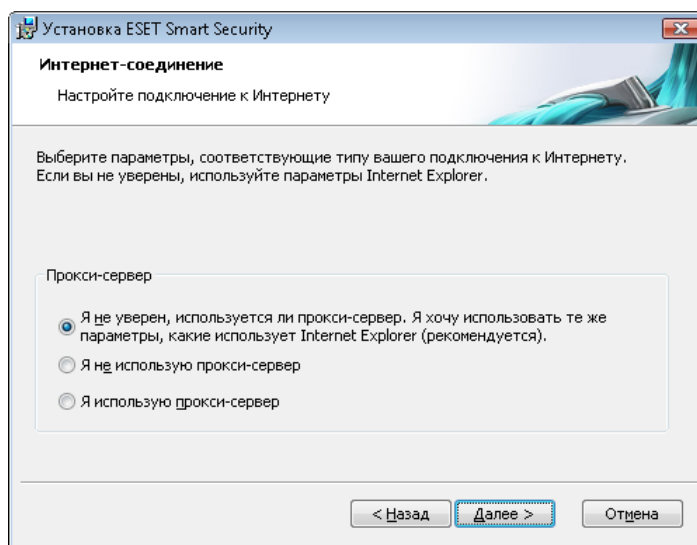 Установка ESET Smart Security
Интернет-соединение
Настройте подключение к Интернету
Выберите параметры, соответствующие типу вашего подключения к Интернету.
Если вы не уверены, используйте параметры Internet Explorer.
Прокси-сервер
Я не уверен, используется ли прокси-сервер. Я хочу использовать те же
параметры, какие использует Internet Explorer (рекомендуется).
Я не использую прокси-сервер
Я использую прокси-сервер
< Назад
Далее >
Отмена